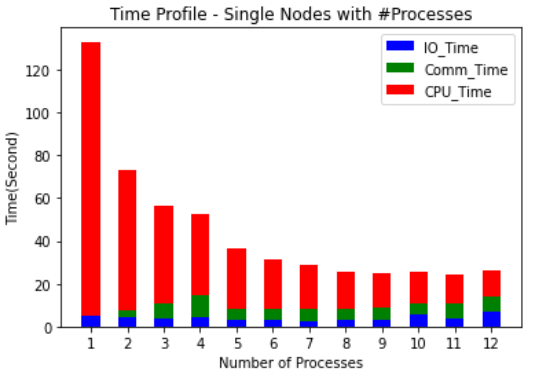 Time Profile - Single Nodes with #Processes
IO_Time
Comm_Time
CPU_Time
Time(Second)
120
100
80
60
40
20
0
1 2 3 4 5 6 7 8 9 10 11 12
Number of Processes